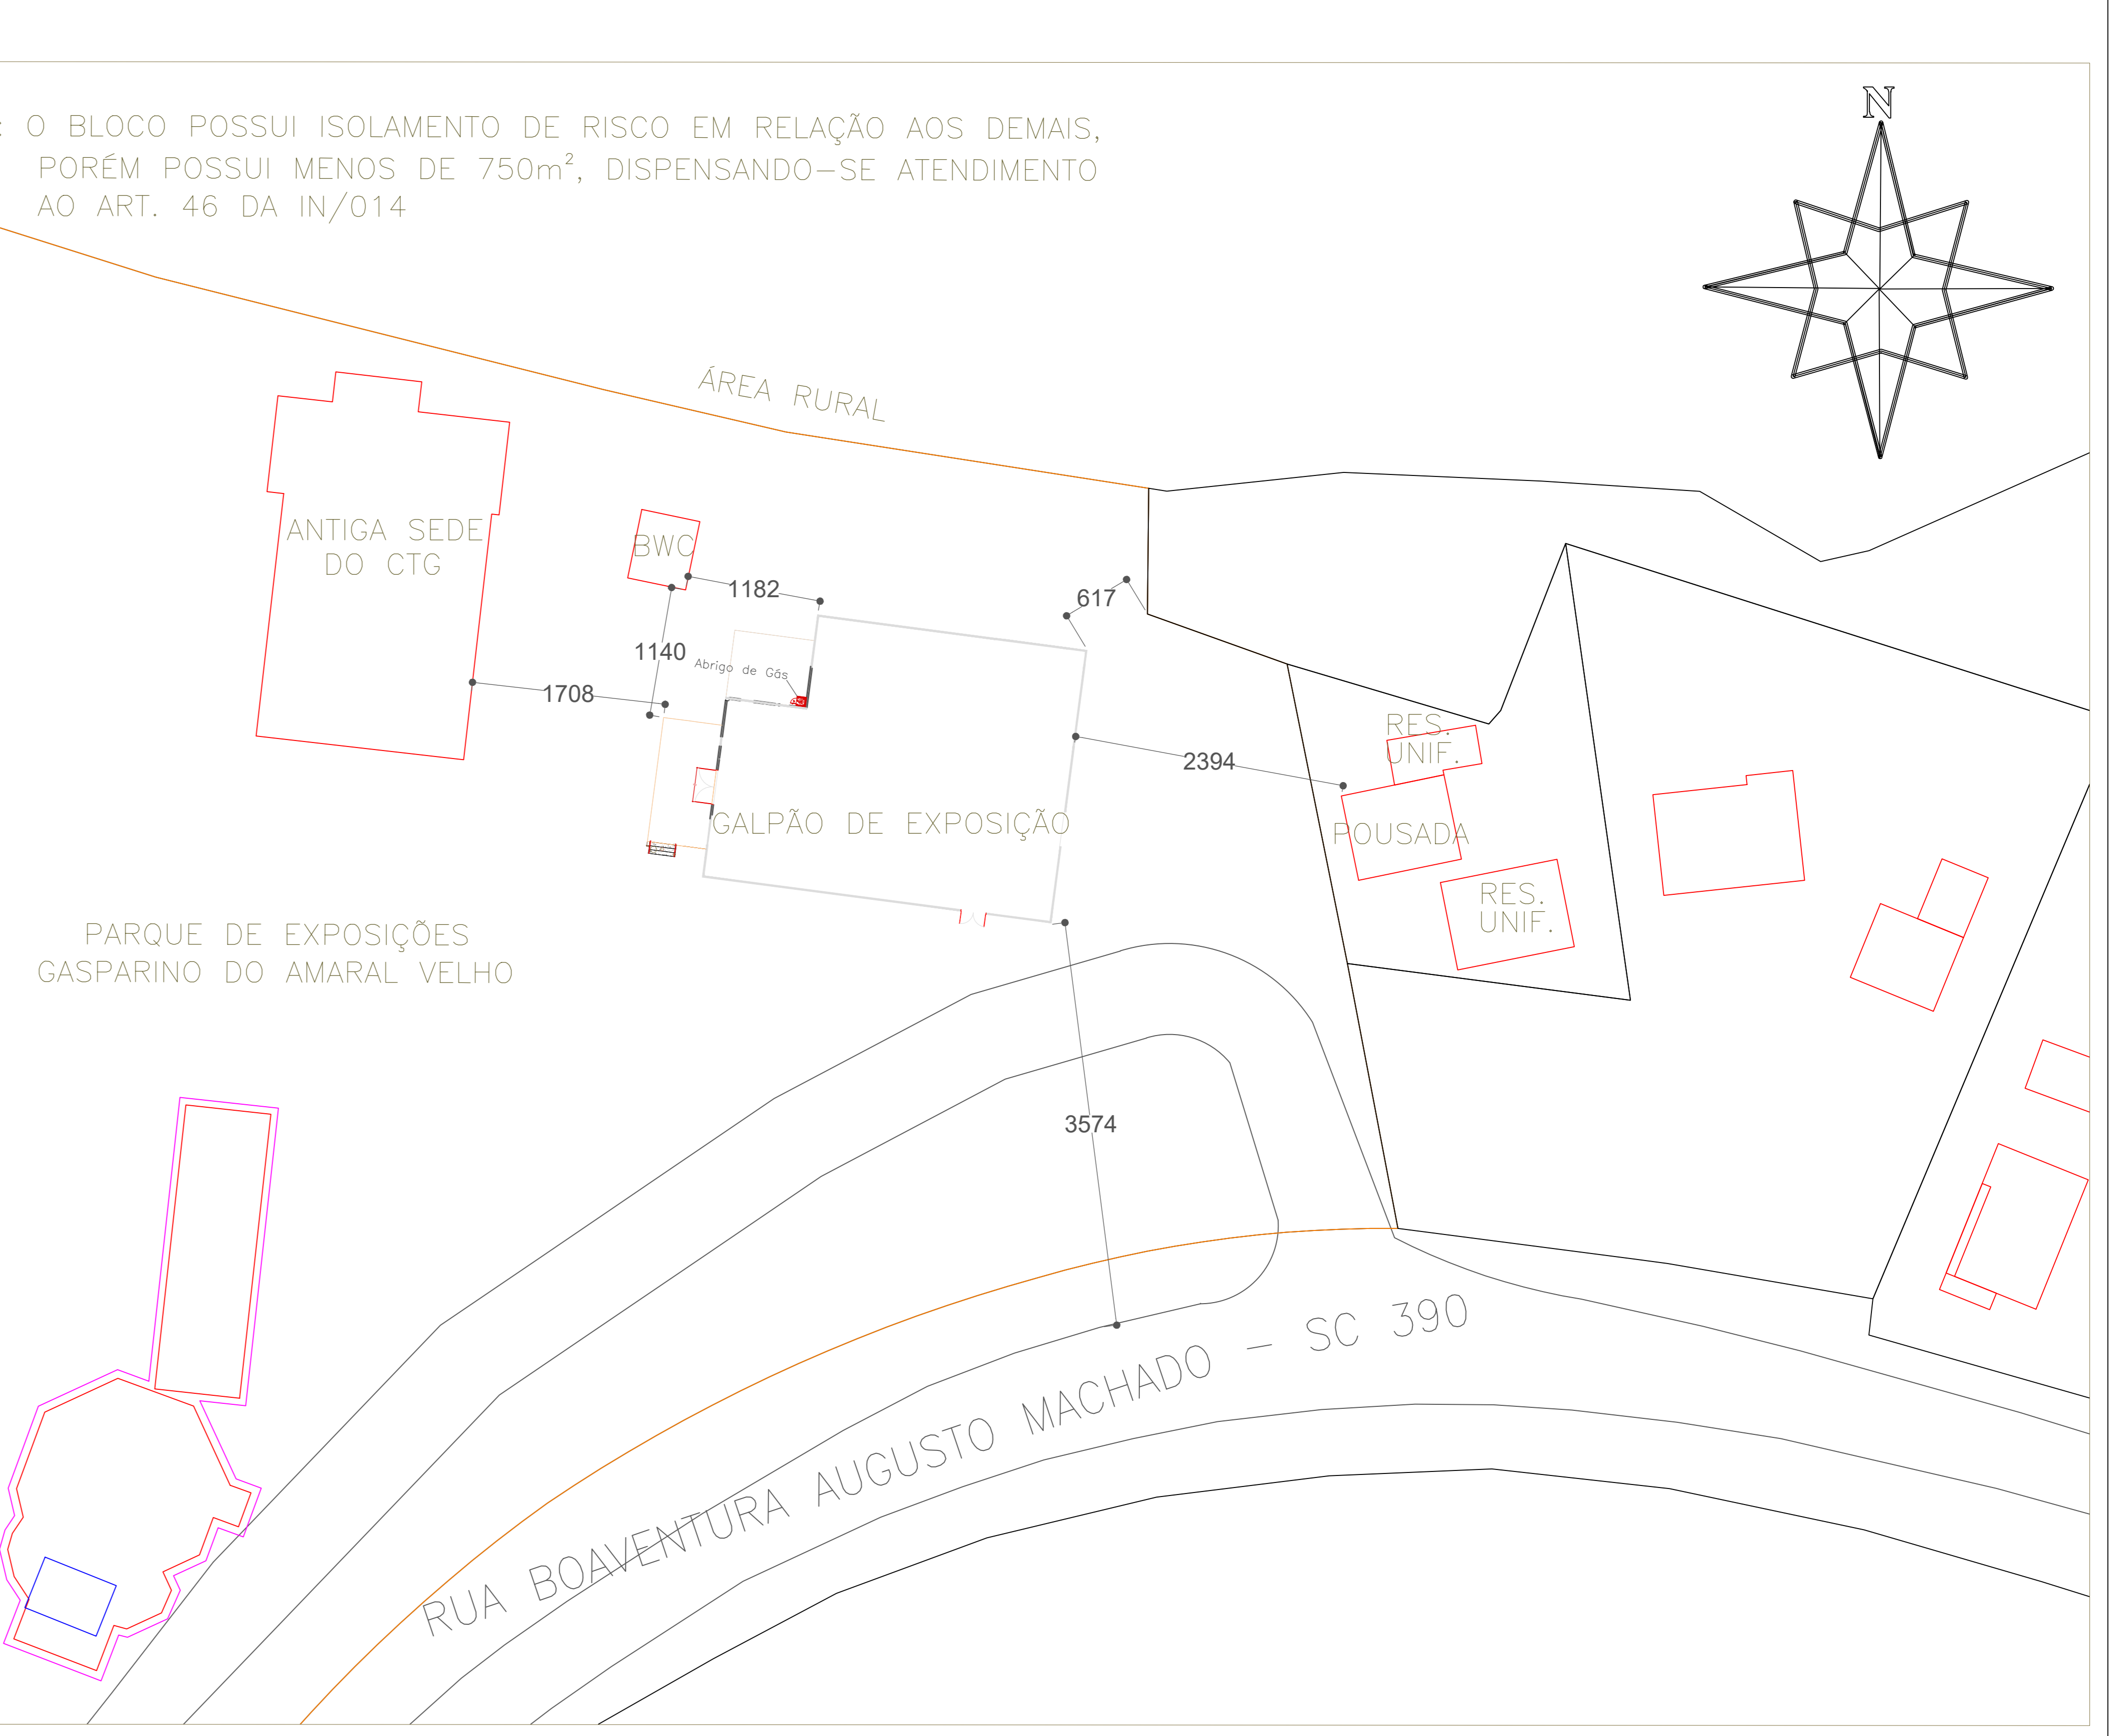 : O BLOCO POSSUI ISOLAMENTO DE RISCO EM RELAÇÃO AOS DEMAIS,
PORÉM POSSUI MENOS DE 750m², DISPENSANDO-SE ATENDIMENTO
AO ART. 46 DA IN/014
N
ÁREA RURAL
ANTIGA SEDE
DO CTG
BWC
1182
617
1140
Abrigo de Gás
1708
2394
RES.
UNIF.
GALPÃO DE EXPOSIÇÃO
POUSADA
RES.
UNIF.
PARQUE DE EXPOSIÇÕES
GASPARINO DO AMARAL VELHO
3574
RUA BOAVENTURA AUGUSTO MACHADO - SC 390